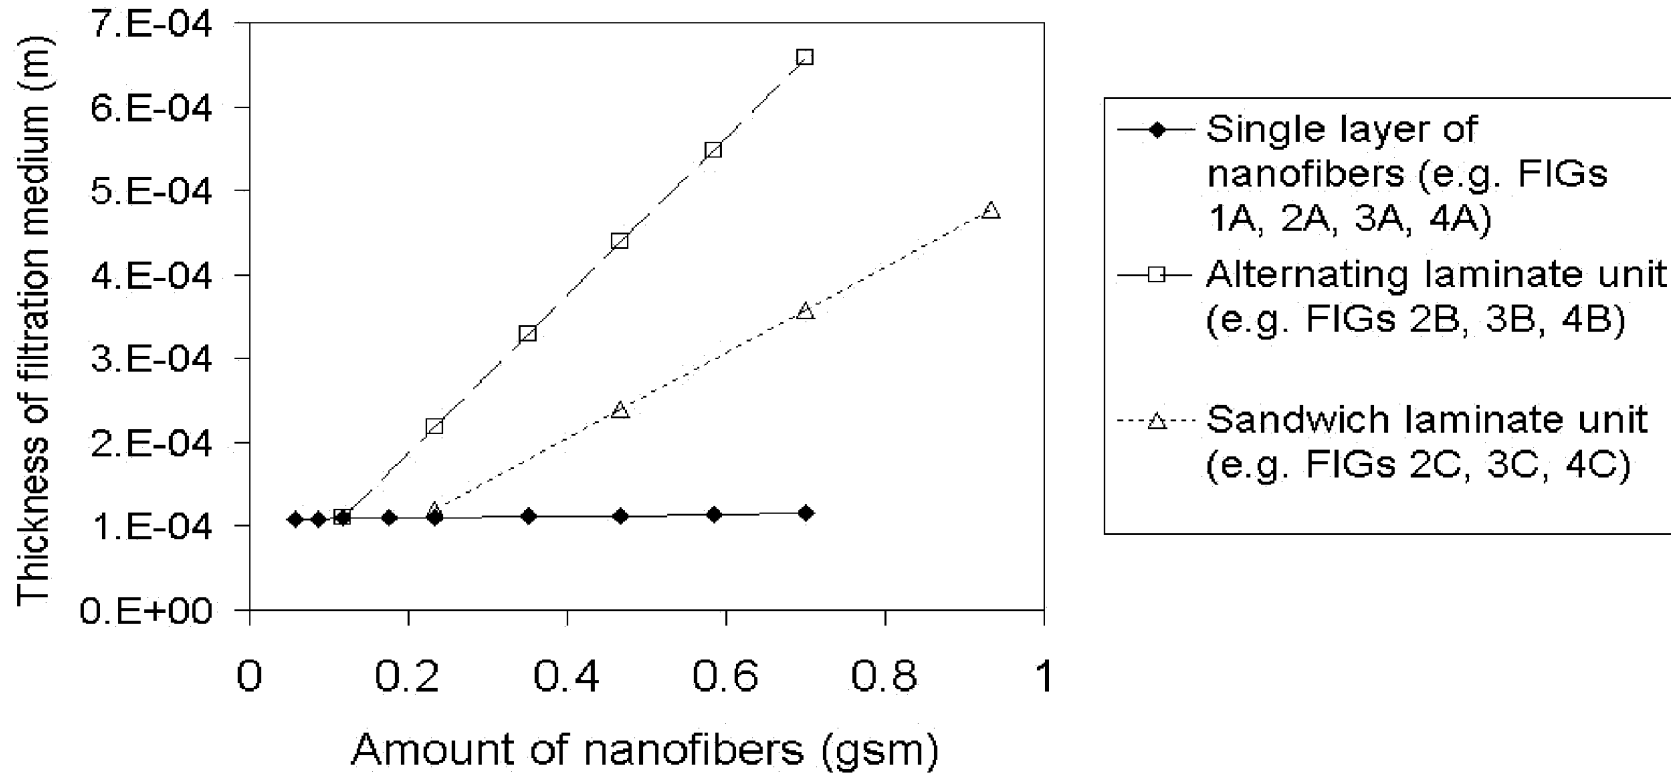 7.E-04
6.E-04
5.E-04
4.E-04
3.E-04
2.E-04
1.E-04
0.E+00
Thickness of filtration medium (m)
0 0.2 0.4 0.6 0.8 1
Amount of nanofibers (gsm)
Single layer of
nanofibers (e.g. FIGs
1A, 2A, 3A, 4A)
Alternating laminate unit
(e.g. FIGs 2B, 3B, 4B)
Sandwich laminate unit
(e.g. FIGs 2C, 3C, 4C)